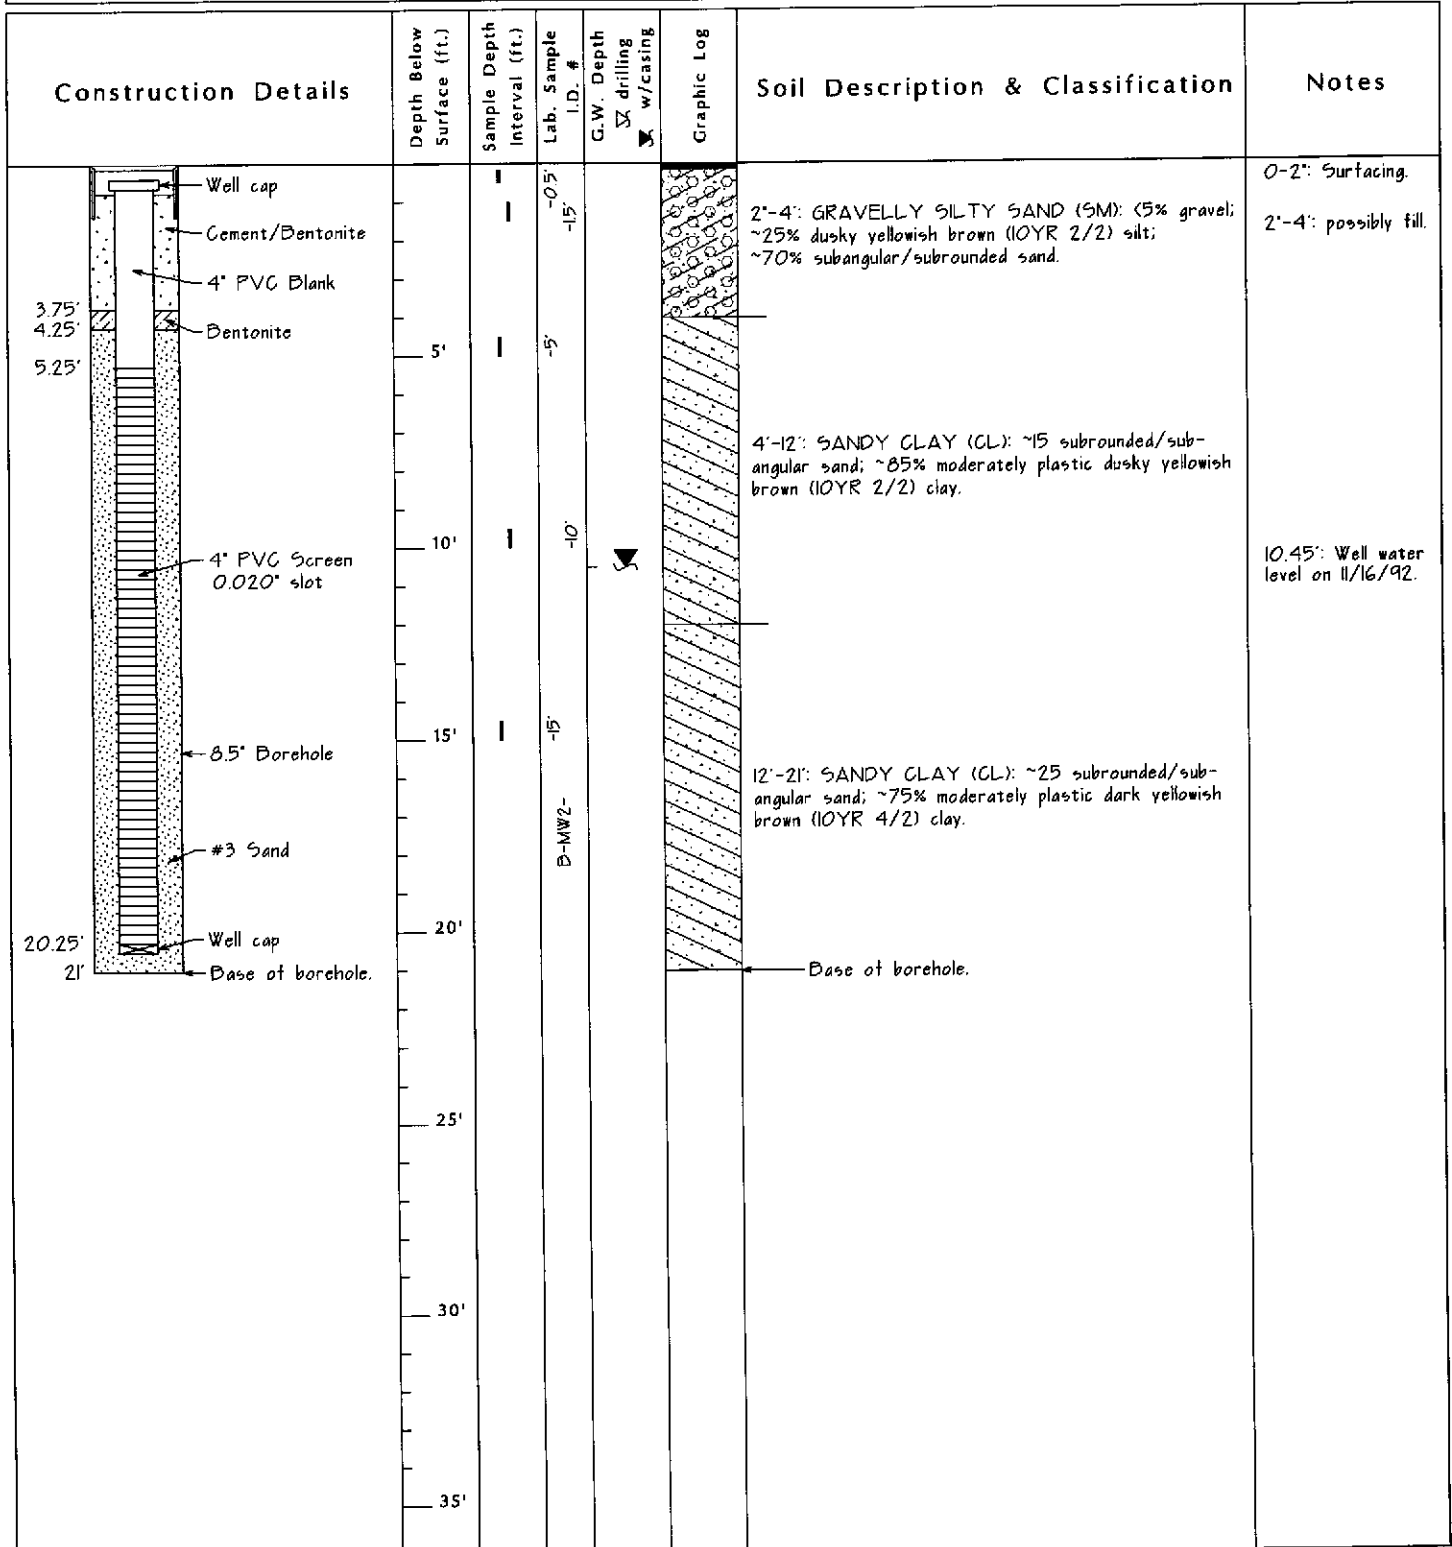 Construction Details
Depth Below
Surface (ft.)
Sample Depth
Interval (ft.)
Lab. Sample
I.D. #
G.W. Depth
drilling
w/casing
Graphic Log
Soil Description & Classification
Notes
Well cap
Cement/Bentonite
4" PVC Blank
3.75'
4.25'
Bentonite
5.25'
4" PVC Screen
0.020" slot
8.5" Borehole
#3 Sand
20.25'
Well cap
21'
Base of borehole.
5'
10'
15'
20'
25'
30'
35'
-0.5'
-1.5'
-5'
-10'
-15'
B-MW2-
2"-4': GRAVELLY SILTY SAND (SM): <5% gravel;
~25% dusky yellowish brown (10YR 2/2) silt;
~70% subangular/subrounded sand.
4'-12': SANDY CLAY (CL): ~15 subrounded/sub-
angular sand; ~85% moderately plastic dusky yellowish
brown (10YR 2/2) clay.
12'-21': SANDY CLAY (CL): ~25 subrounded/sub-
angular sand; ~75% moderately plastic dark yellowish
brown (10YR 4/2) clay.
Base of borehole.
0-2": Surfacing.
2"-4': possibly fill.
10.45': Well water
level on 11/16/92.